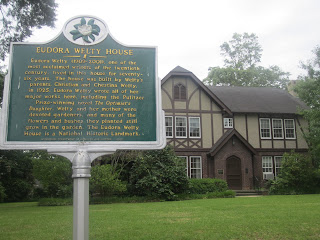 EUDORA WELTY HOUSE
Eudora Welty (1909-2001), one of the
most acclaimed writers of the twentieth
century, lived in this house for seventy-
six years. The house was built by Welty's
parents, Christian and Chestina Welty,
in 1925. Eudora Welty wrote all of her
major works here, including the Pulitzer
Prize-winning novel The Optimist's
Daughter. Welty and her mother were
devoted gardeners, and many of the
flowers and bushes they planted still
grow in the garden. The Eudora Welty
House is a National Historic Landmark.